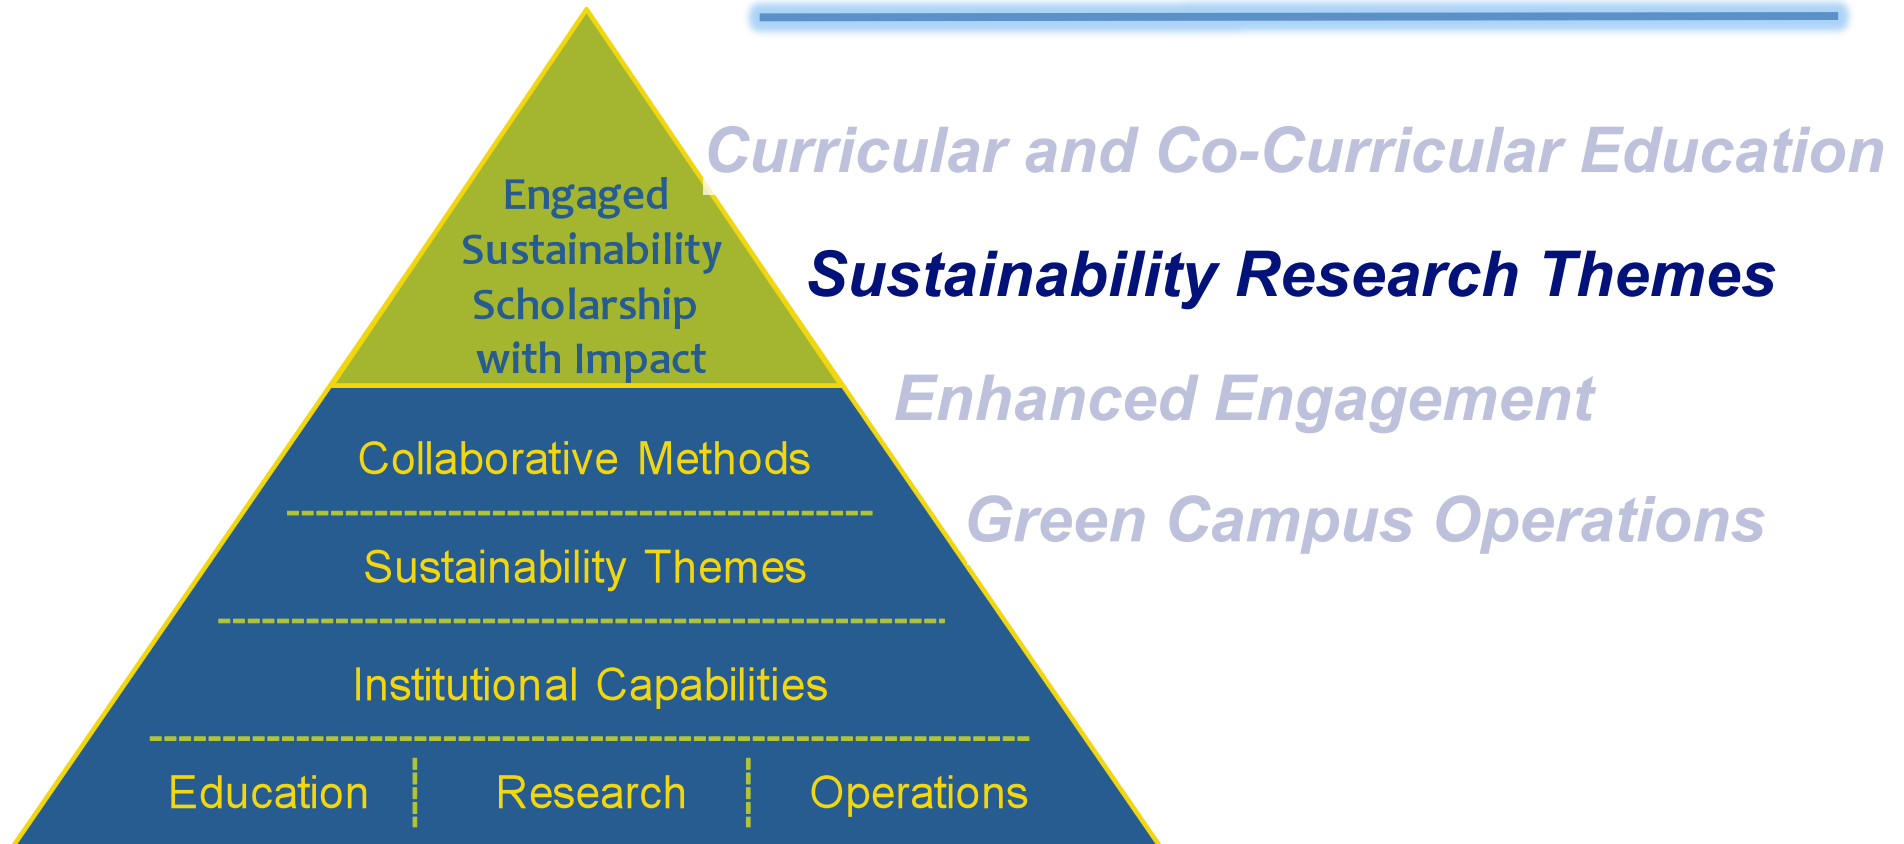 Engaged
Sustainability
Scholarship
with Impact
Collaborative Methods
Sustainability Themes
Institutional Capabilities
Education Research Operations
Curricular and Co-Curricular Education
Sustainability Research Themes
Enhanced Engagement
Green Campus Operations